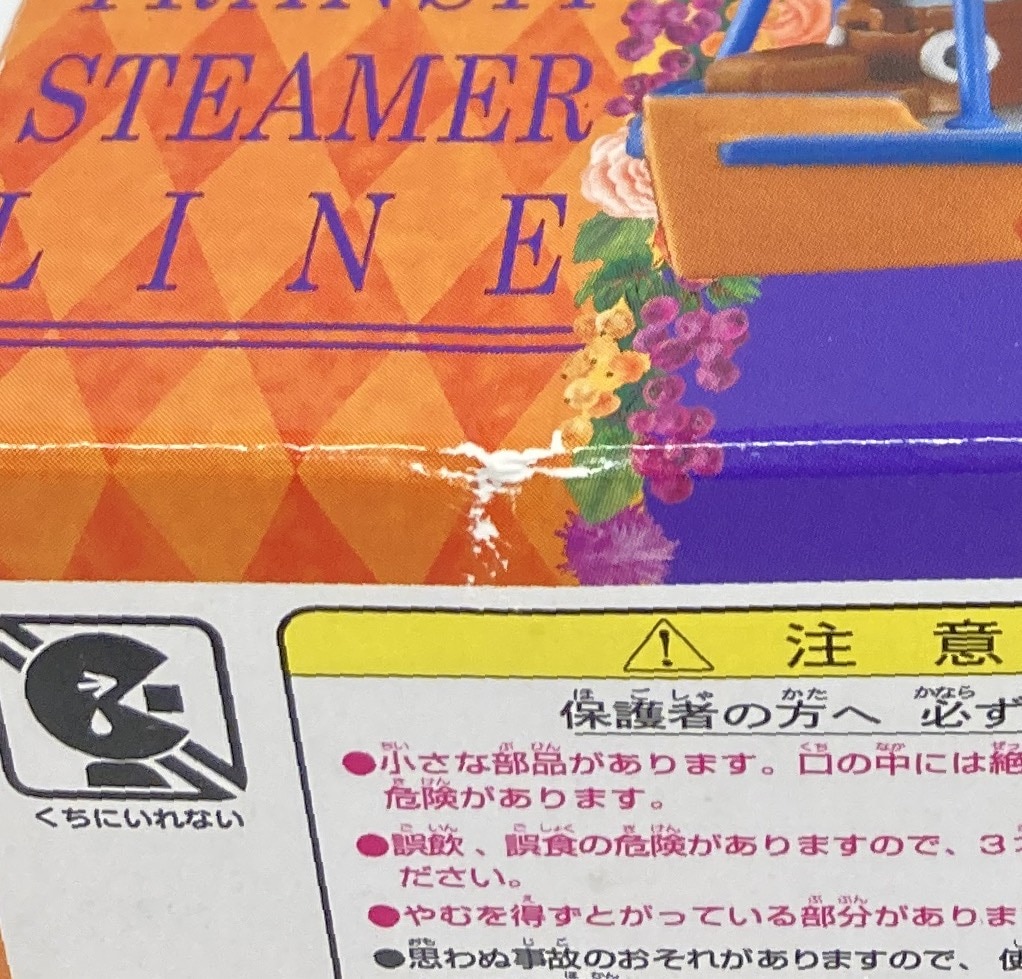 TRANSIT
STEAMER
LINE
注意
保護者の方へ 必ず
●小さな部品があります。口の中には絶
危険があります。
●誤飲、誤食の危険がありますので、3
ださい。
●やむを得ずとがっている部分がありま
●思わぬ事故のおそれがありますので、使
くちにいれない